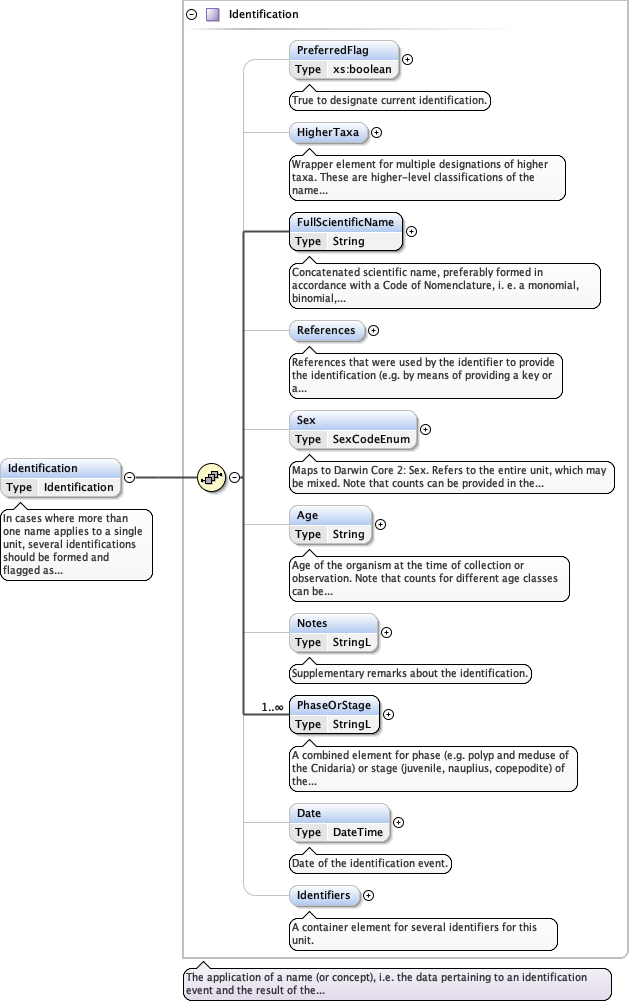 Identification
PreferredFlag
Type xs:boolean
True to designate current identification.
HigherTaxa
Wrapper element for multiple designations of higher
taxa. These are higher-level classifications of the
name...
FullScientificName
Type String
Concatenated scientific name, preferably formed in
accordance with a Code of Nomenclature, i. e. a monomial,
binomial,...
References
References that were used by the identifier to provide
the identification (e.g. by means of providing a key or
a...
Sex
Type SexCodeEnum
Maps to Darwin Core 2: Sex. Refers to the entire unit, which may
be mixed. Note that counts can be provided in the...
Identification
Type Identification
In cases where more than
one name applies to a single
unit, several identifications
should be formed and
flagged as...
Age
Type String
Age of the organism at the time of collection or
observation. Note that counts for different age classes
can be...
Notes
Type StringL
Supplementary remarks about the identification.
1..∞
PhaseOrStage
Type StringL
A combined element for phase (e.g. polyp and meduse of
the Cnidaria) or stage (juvenile, nauplius, copepodite) of
the...
Date
Type DateTime
Date of the identification event.
Identifiers
A container element for several identifiers for this
unit.
The application of a name (or concept), i.e. the data pertaining to an identification
event and the result of the...